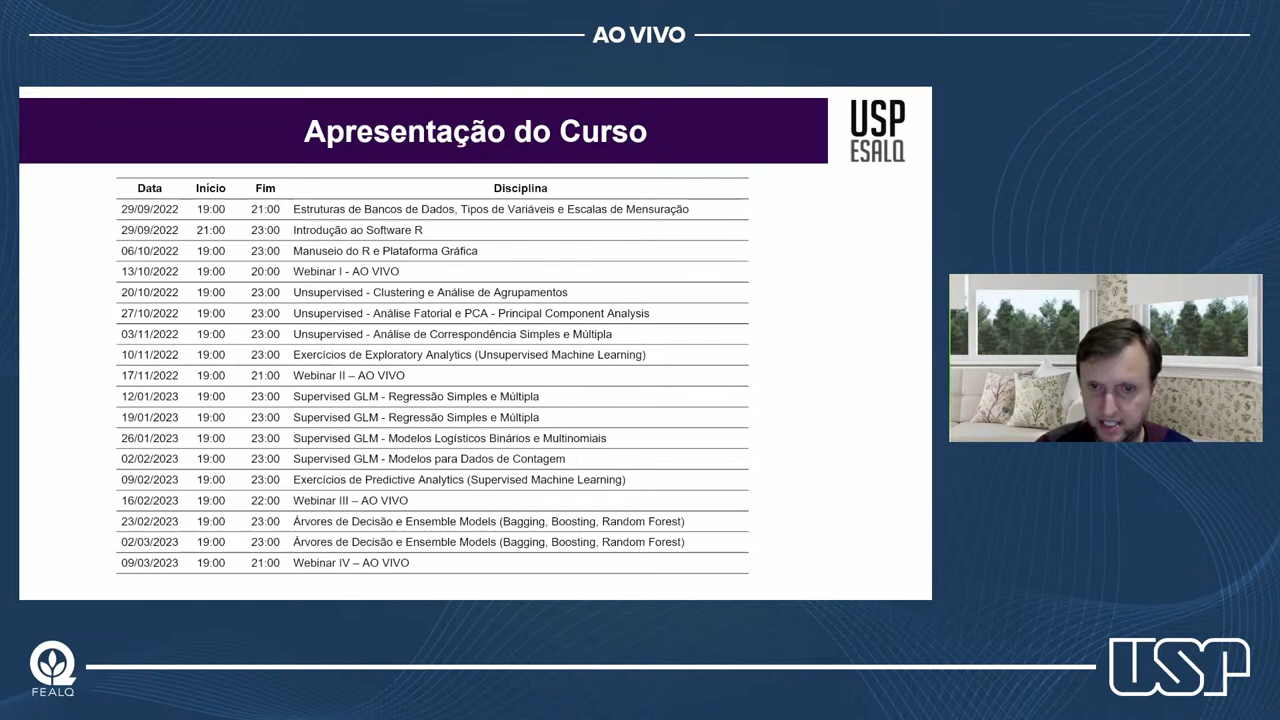 AO VIVO
Apresentação do Curso
USP
ESALQ
Data Início Fim Disciplina
29/09/2022 19:00 21:00 Estruturas de Bancos de Dados, Tipos de Variáveis e Escalas de Mensuração
29/09/2022 21:00 23:00 Introdução ao Software R
06/10/2022 19:00 23:00 Manuseio do R e Plataforma Gráfica
13/10/2022 19:00 20:00 Webinar I - AO VIVO
20/10/2022 19:00 23:00 Unsupervised - Clustering e Análise de Agrupamentos
27/10/2022 19:00 23:00 Unsupervised - Análise Fatorial e PCA - Principal Component Analysis
03/11/2022 19:00 23:00 Unsupervised - Análise de Correspondência Simples e Múltipla
10/11/2022 19:00 23:00 Exercícios de Exploratory Analytics (Unsupervised Machine Learning)
17/11/2022 19:00 21:00 Webinar II – AO VIVO
12/01/2023 19:00 23:00 Supervised GLM - Regressão Simples e Múltipla
19/01/2023 19:00 23:00 Supervised GLM - Regressão Simples e Múltipla
26/01/2023 19:00 23:00 Supervised GLM - Modelos Logísticos Binários e Multinomiais
02/02/2023 19:00 23:00 Supervised GLM - Modelos para Dados de Contagem
09/02/2023 19:00 23:00 Exercícios de Predictive Analytics (Supervised Machine Learning)
16/02/2023 19:00 22:00 Webinar III – AO VIVO
23/02/2023 19:00 23:00 Árvores de Decisão e Ensemble Models (Bagging, Boosting, Random Forest)
02/03/2023 19:00 23:00 Árvores de Decisão e Ensemble Models (Bagging, Boosting, Random Forest)
09/03/2023 19:00 21:00 Webinar IV – AO VIVO
FEALQ
USP